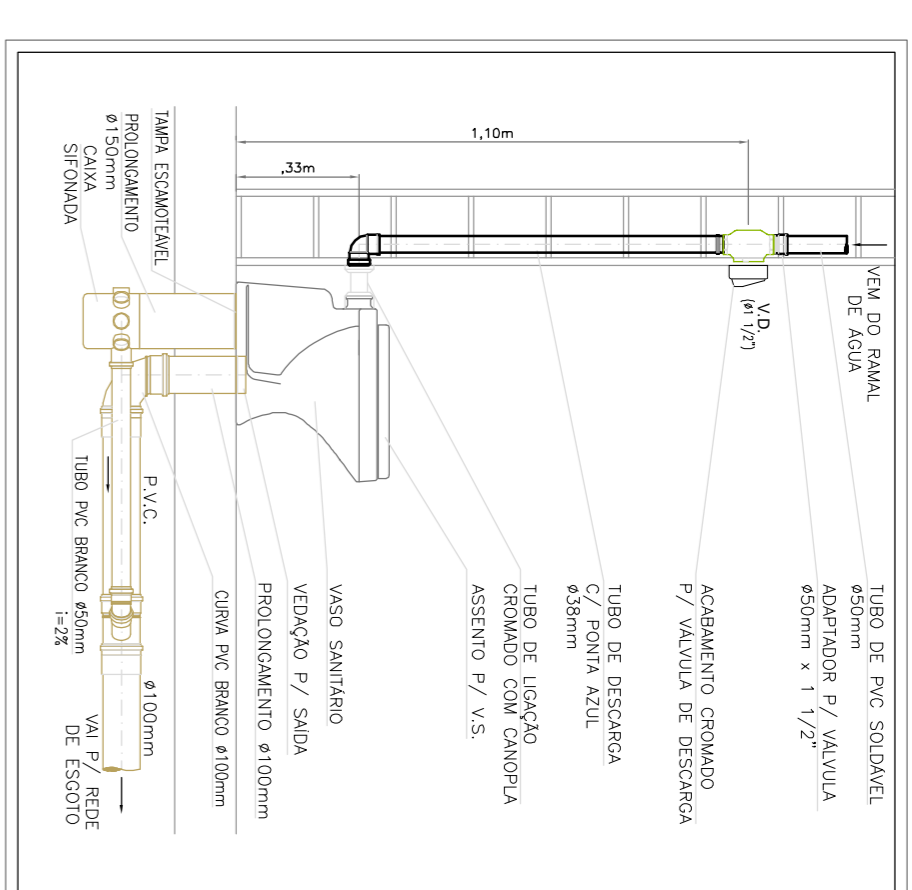 1,10m
,33m
TAMPA ESCAMOTEÁVEL
PROLONGAMENTO
Ø150mm
CAIXA
SIFONADA
VEM DO RAMAL
DE ÁGUA
V.D.
(Ø1 1/2")
TUBO DE PVC SOLDÁVEL
Ø50mm
ADAPTADOR P/ VÁLVULA
Ø50mm x 1 1/2"
ACABAMENTO CROMADO
P/ VÁLVULA DE DESCARGA
TUBO DE DESCARGA
C/ PONTA AZUL
Ø38mm
TUBO DE LIGAÇÃO
CROMADO COM CANOPLA
ASSENTO P/ V.S.
VASO SANITÁRIO
VEDAÇÃO P/ SAÍDA
PROLONGAMENTO Ø100mm
CURVA PVC BRANCO Ø100mm
P.V.C.
Ø100mm
TUBO PVC BRANCO Ø50mm
i=2%
VAI P/ REDE
DE ESGOTO